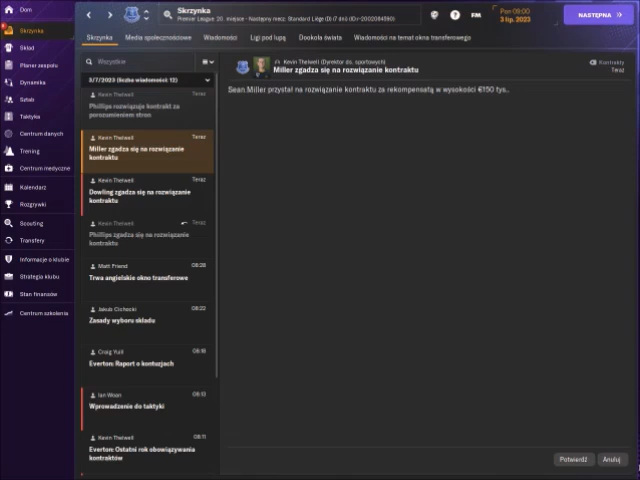 Dom
Skrzynka
Skład
Planer zespołu
Dynamika
Sztab
Taktyka
Centrum danych
Trening
Centrum medyczne
Kalendarz
Rozgrywki
Scouting
Transfery
Informacje o klubie
Strategia klubu
Stan finansów
Centrum szkolenia
Skrzynka
Premier League 20. miejsce - Następny mecz: Standard Liège (D) (7 dni) (ID:r-2002084590)
FM
Pon 09:00
3 lip. 2023
NASTĘPNA
Skrzynka Media społecznościowe Wiadomości Ligi pod lupą Dookoła świata Wiadomości na temat okna transferowego
Wszystkie
3/7/2023 (liczba wiadomości: 12)
Kevin Thelwell Teraz
Phillips rozwiązuje kontrakt za
porozumieniem stron
Kevin Thelwell Teraz
Miller zgadza się na rozwiązanie
kontraktu
Kevin Thelwell Teraz
Dowling zgadza się na rozwiązanie
kontraktu
Kevin Thelwell Teraz
Phillips zgadza się na rozwiązanie
kontraktu
Matt Friend 08:28
Trwa angielskie okno transferowe
Jakub Cichocki 08:22
Zasady wyboru składu
Craig Yuill 08:16
Everton: Raport o kontuzjach
Ian Woan 08:13
Wprowadzenie do taktyki
Kevin Thelwell 08:11
Everton: Ostatni rok obowiązywania
kontraktów
Kevin Thelwell (Dyrektor ds. sportowych)
Miller zgadza się na rozwiązanie kontraktu
Kontrakty
Teraz
Sean Miller przystał na rozwiązanie kontraktu za rekompensatą w wysokości €150 tys..
Potwierdź Anuluj